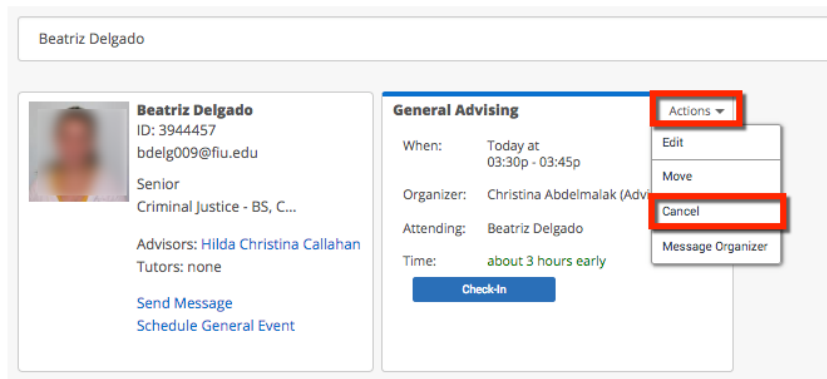 Beatriz Delgado
Beatriz Delgado
ID: 3944457
bdelg009@fiu.edu
Senior
Criminal Justice - BS, C...
Advisors: Hilda Christina Callahan
Tutors: none
Send Message
Schedule General Event
General Advising
When: Today at
03:30p - 03:45p
Organizer: Christina Abdelmalak (Advi
Attending: Beatriz Delgado
Time: about 3 hours early
Check-In
Actions
Edit
Move
Cancel
Message Organizer